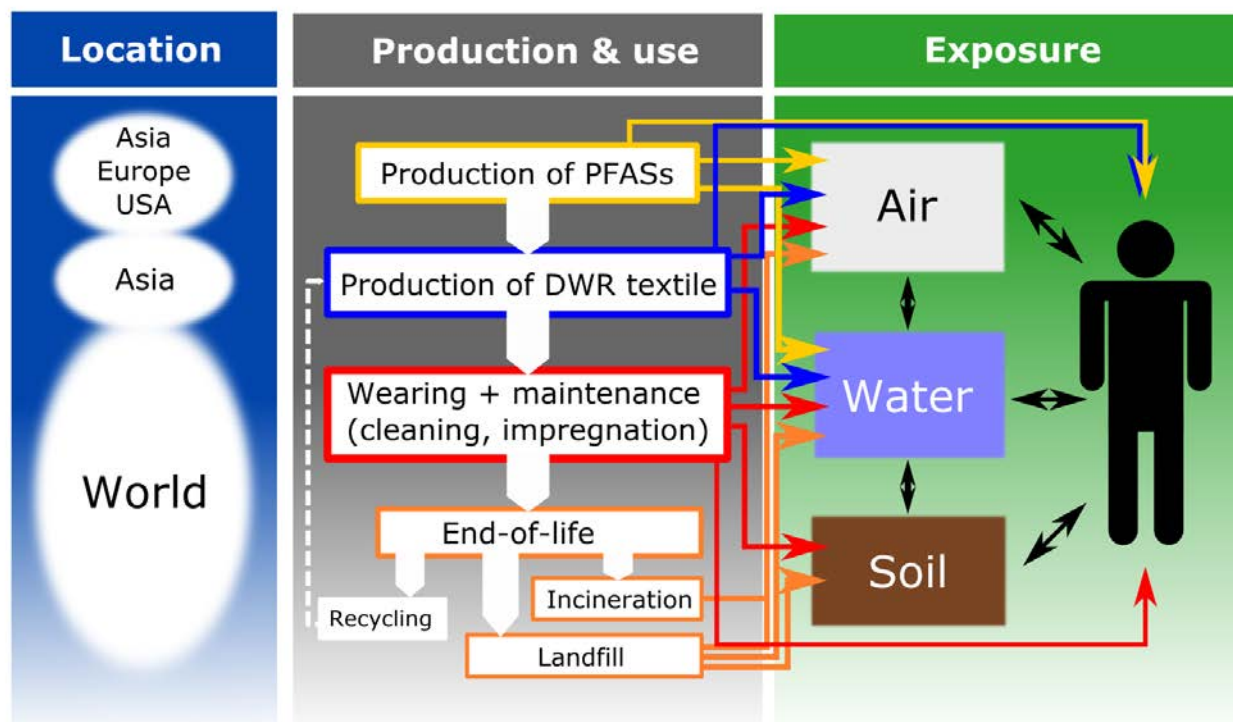 Location
Production & use
Exposure
Asia
Europe
USA
Asia
World
Production of PFASs
Production of DWR textile
Wearing + maintenance
(cleaning, impregnation)
End-of-life
Incineration
Recycling
Landfill
Air
Water
Soil